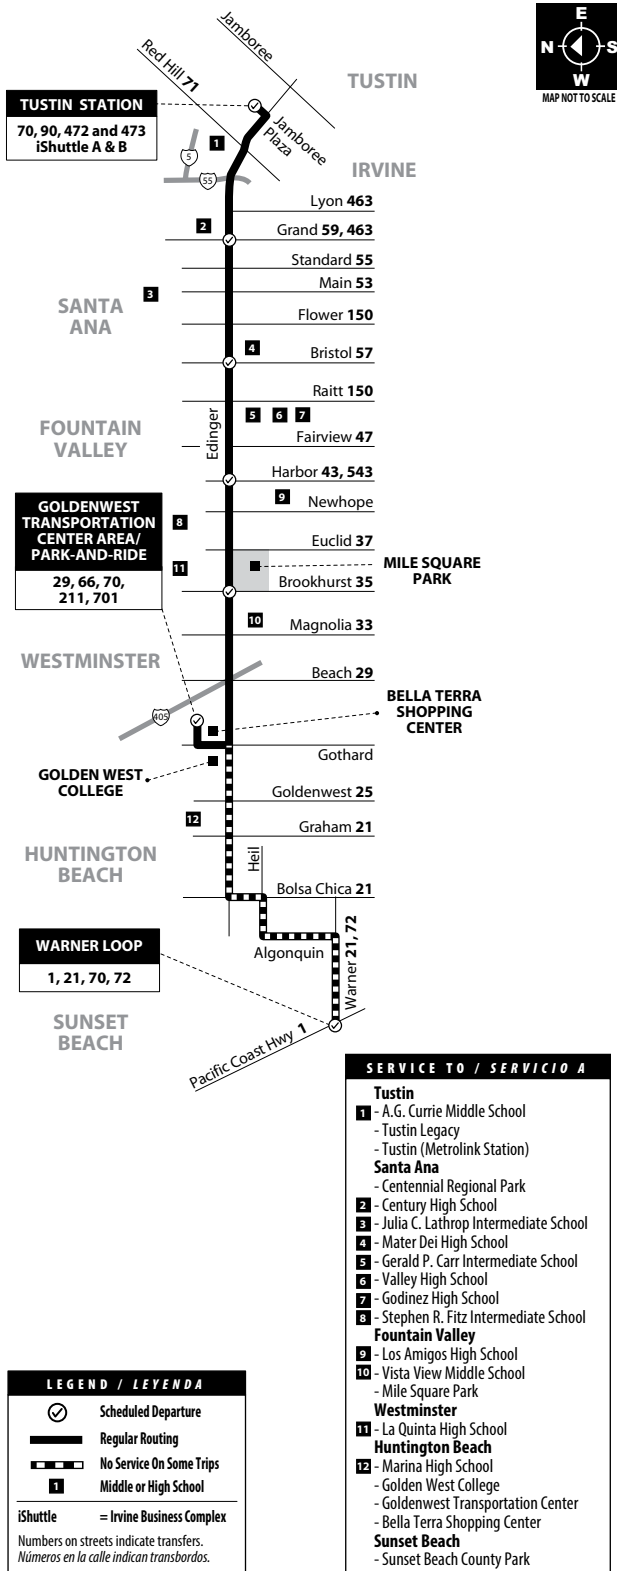 E
N S
W
MAP NOT TO SCALE
Jamboree
Red Hill 71
TUSTIN
TUSTIN STATION
70, 90, 472 and 473
iShuttle A & B
Jamboree
Plaza
1
5
55
IRVINE
Lyon 463
2
Grand 59, 463
Standard 55
3
Main 53
SANTA
ANA
Flower 150
4
Bristol 57
Raitt 150
5 6 7
Edinger
FOUNTAIN
VALLEY
Fairview 47
Harbor 43, 543
9
Newhope
GOLDENWEST
TRANSPORTATION
CENTER AREA/
PARK-AND-RIDE
29, 66, 70,
211, 701
8
Euclid 37
11
MILE SQUARE
PARK
Brookhurst 35
10
Magnolia 33
WESTMINSTER
Beach 29
405
BELLA TERRA
SHOPPING
CENTER
Gothard
GOLDEN WEST
COLLEGE
Goldenwest 25
12
Graham 21
HUNTINGTON
BEACH
Heil
Bolsa Chica 21
WARNER LOOP
1, 21, 70, 72
Algonquin
Warner 21, 72
SUNSET
BEACH
Pacific Coast Hwy 1
SERVICE TO / SERVICIO A
Tustin
1 - A.G. Currie Middle School
- Tustin Legacy
- Tustin (Metrolink Station)
Santa Ana
- Centennial Regional Park
2 - Century High School
3 - Julia C. Lathrop Intermediate School
4 - Mater Dei High School
5 - Gerald P. Carr Intermediate School
6 - Valley High School
7 - Godinez High School
8 - Stephen R. Fitz Intermediate School
Fountain Valley
9 - Los Amigos High School
10 - Vista View Middle School
- Mile Square Park
Westminster
11 - La Quinta High School
Huntington Beach
12 - Marina High School
- Golden West College
- Goldenwest Transportation Center
- Bella Terra Shopping Center
Sunset Beach
- Sunset Beach County Park
LEGEND / LEYENDA
Scheduled Departure
Regular Routing
No Service On Some Trips
1 Middle or High School
iShuttle = Irvine Business Complex
Numbers on streets indicate transfers.
Números en la calle indican transbordos.